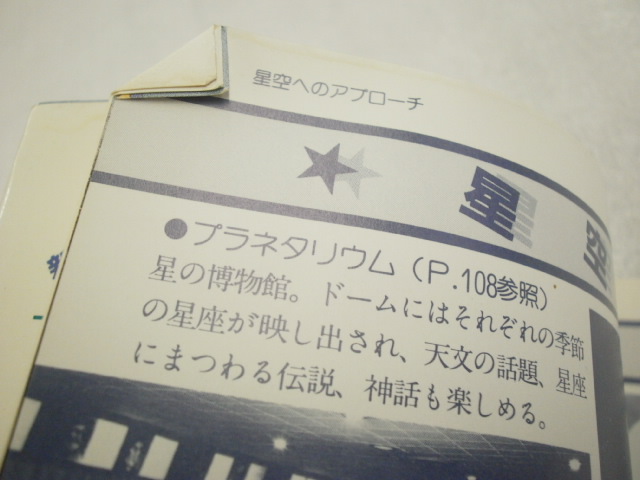 星空へのアプローチ
星空
●プラネタリウム（P.108参照）
星の博物館。ドームにはそれぞれの季節
の星座が映し出され、天文の話題、星座
にまつわる伝説、神話も楽しめる。